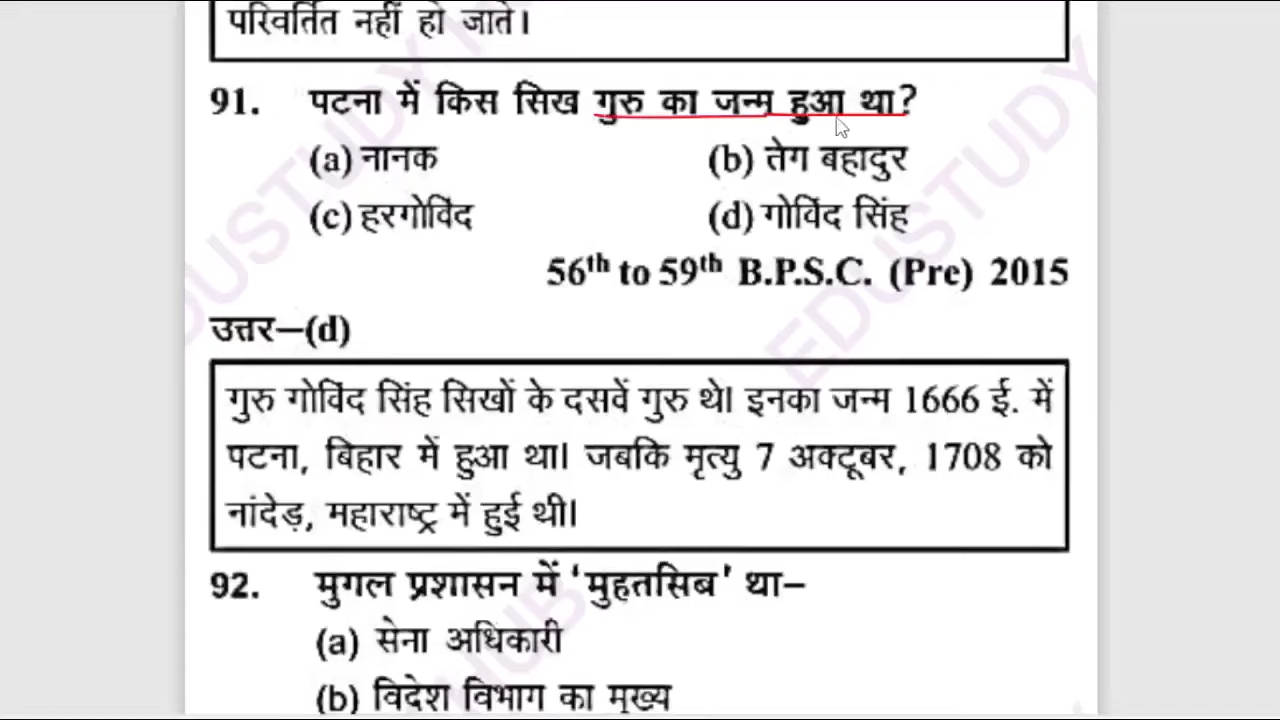 परिवर्तित नहीं हो जाते।
91. पटना में किस सिख गुरु का जन्म हुआ था?
(a) नानक (b) तेग बहादुर
(c) हरगोविंद (d) गोविंद सिंह
56th to 59th B.P.S.C. (Pre) 2015
उत्तर–(d)
गुरु गोविंद सिंह सिखों के दसवें गुरु थे। इनका जन्म 1666 ई. में
पटना, बिहार में हुआ था। जबकि मृत्यु 7 अक्टूबर, 1708 को
नांदेड़, महाराष्ट्र में हुई थी।
92. मुगल प्रशासन में 'मुहतसिब' था–
(a) सेना अधिकारी
(b) विदेश विभाग का मुख्य